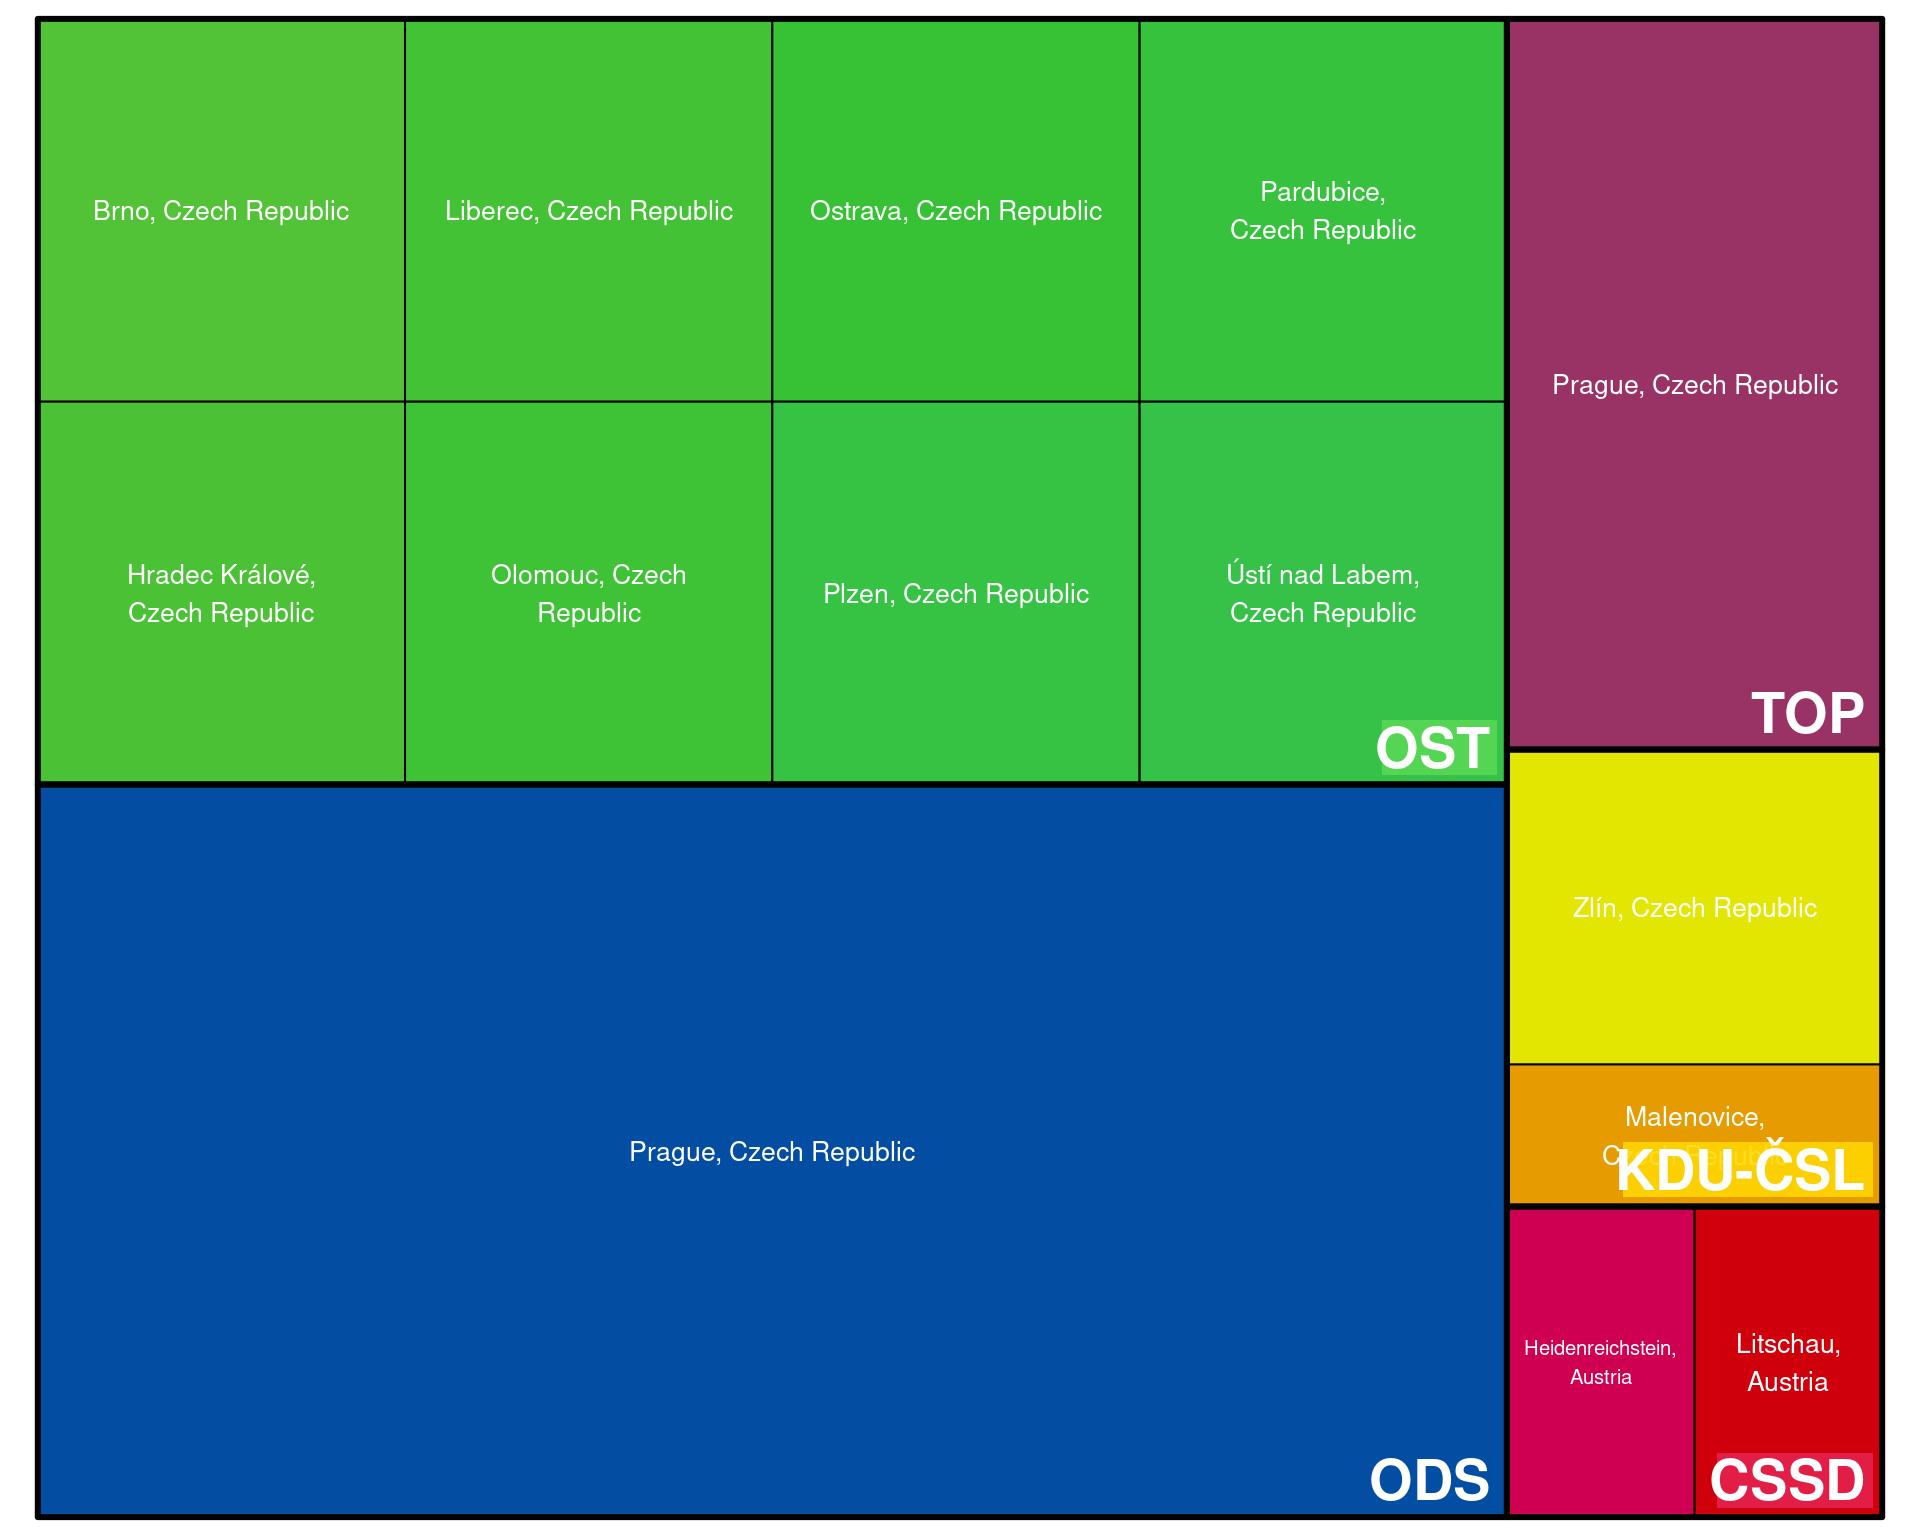 Brno, Czech Republic
Liberec, Czech Republic
Ostrava, Czech Republic
Pardubice,
Czech Republic
Hradec Králové,
Czech Republic
Olomouc, Czech
Republic
Plzen, Czech Republic
Ústí nad Labem,
Czech Republic
OST
Prague, Czech Republic
ODS
Prague, Czech Republic
TOP
Zlín, Czech Republic
Malenovice,
Czech Republic
KDU-ČSL
Heidenreichstein,
Austria
Litschau,
Austria
CSSD